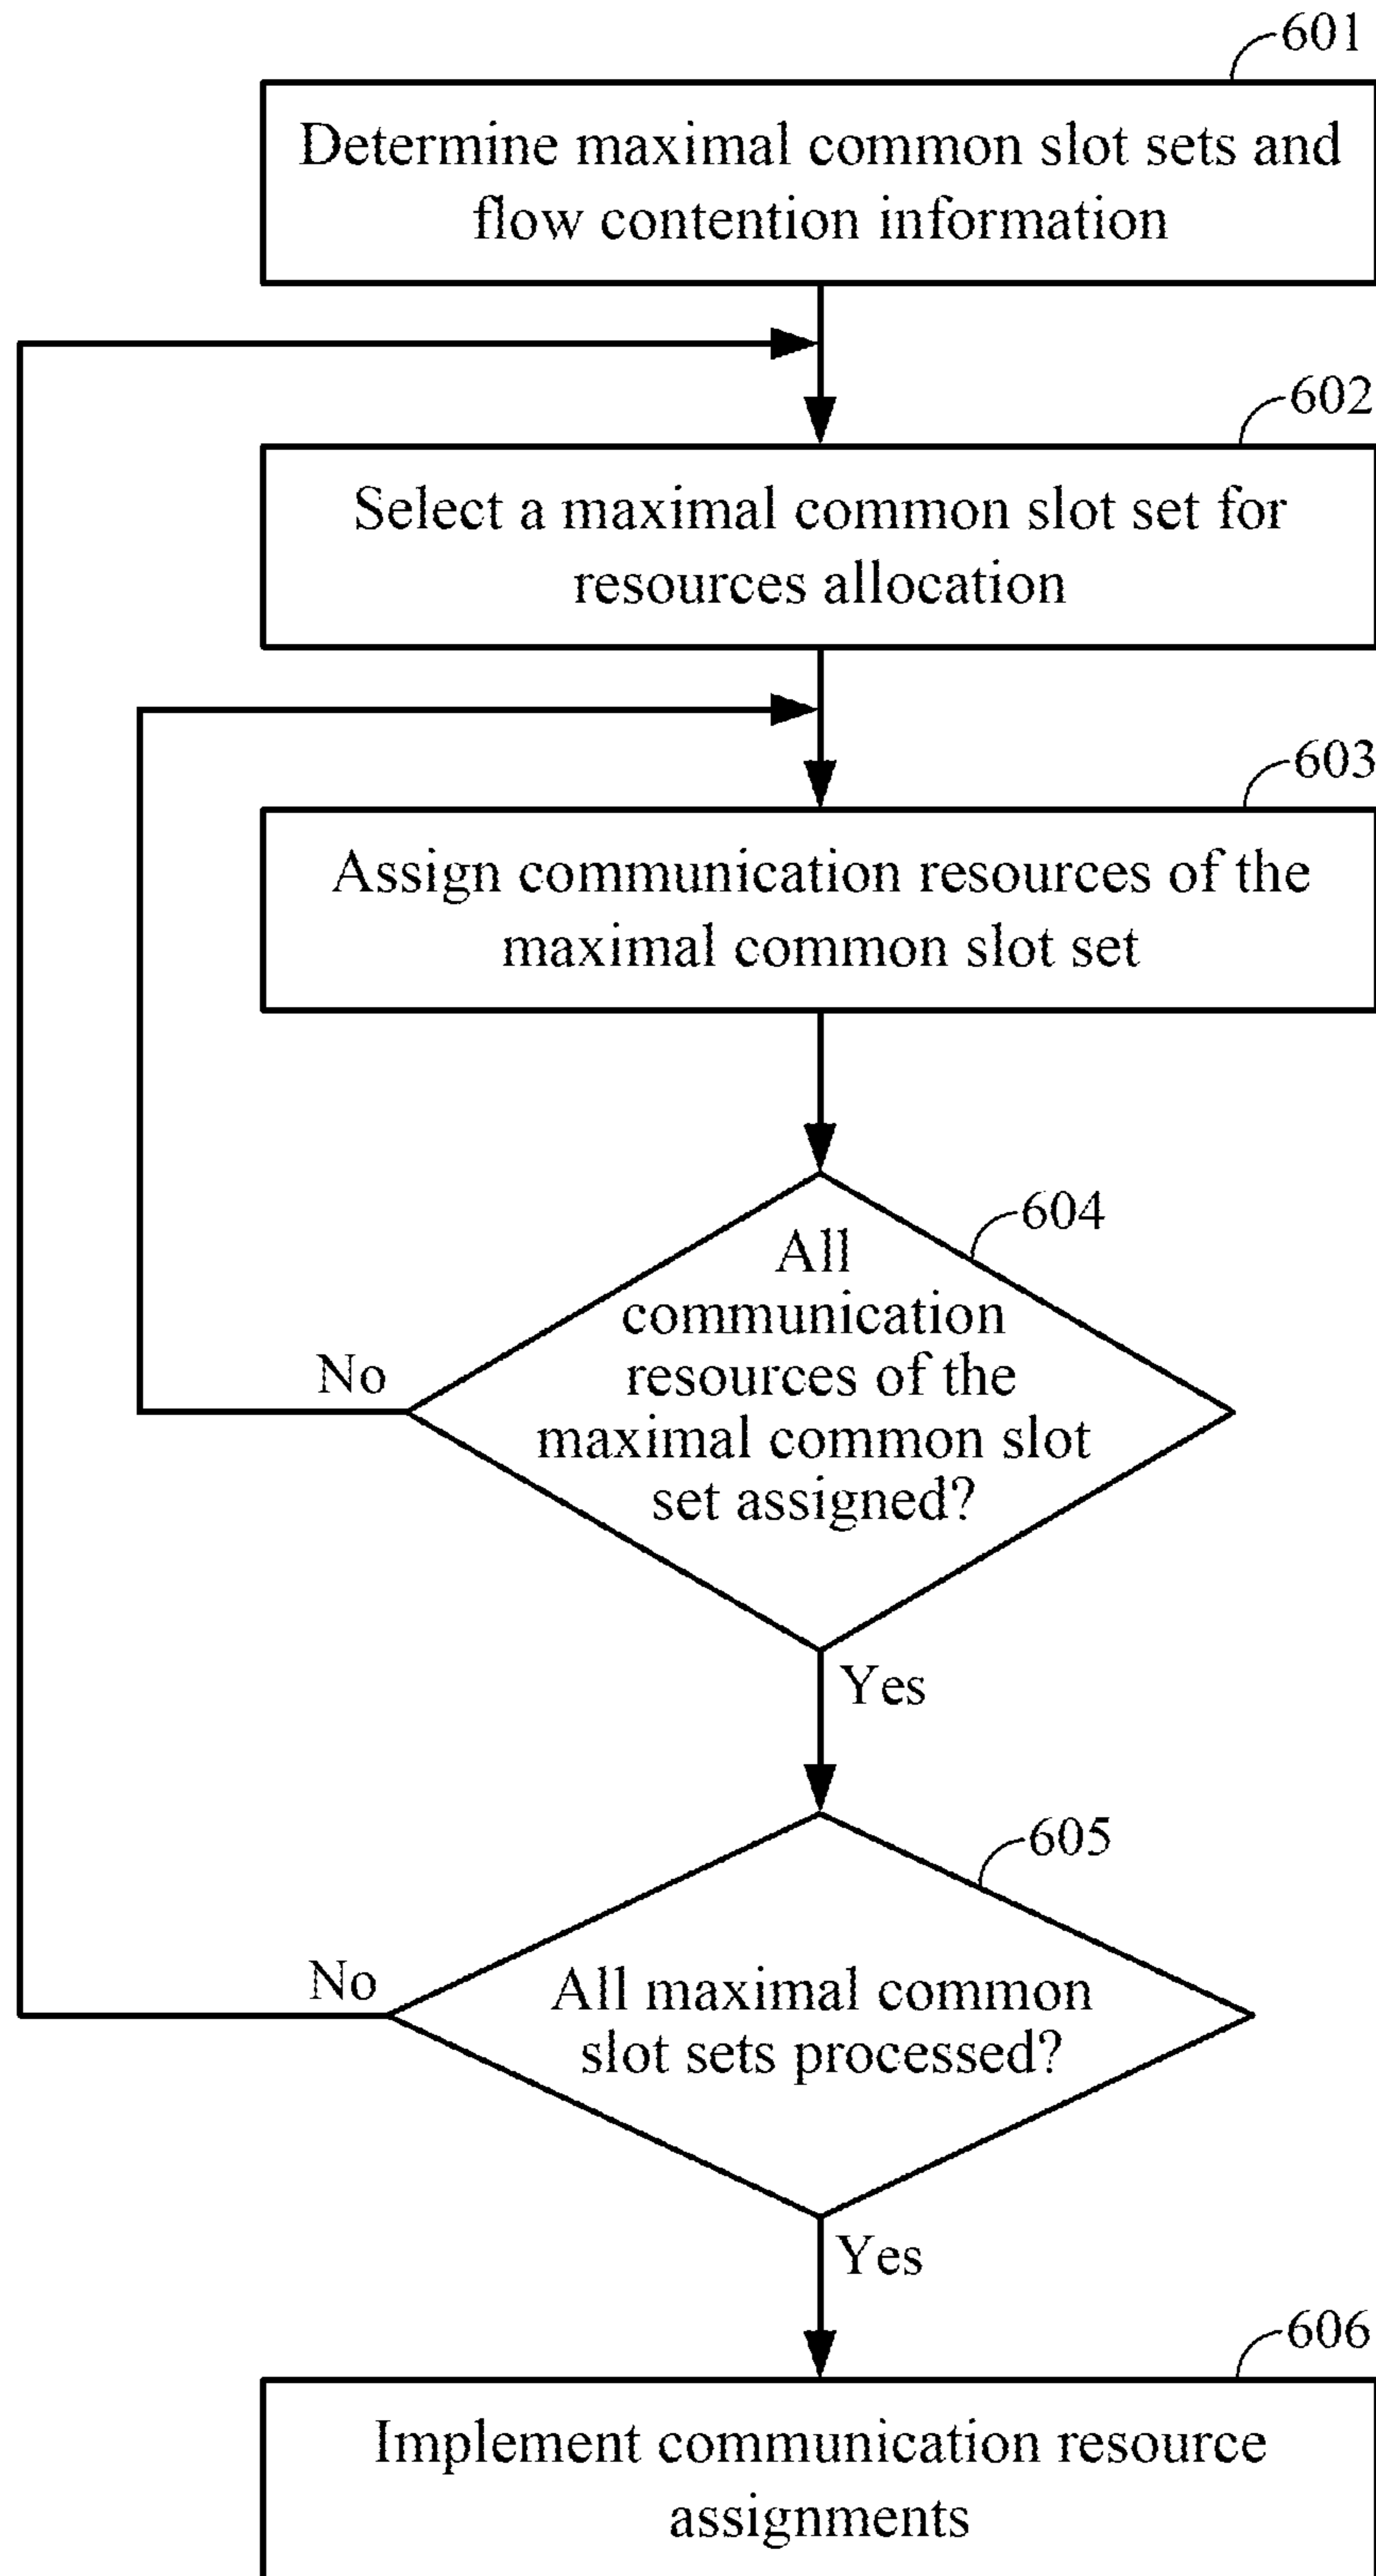 601
Determine maximal common slot sets and
flow contention information
602
Select a maximal common slot set for
resources allocation
603
Assign communication resources of the
maximal common slot set
604
All
communication
resources of the
maximal common slot
set assigned?
No
Yes
605
All maximal common
slot sets processed?
No
Yes
606
Implement communication resource
assignments